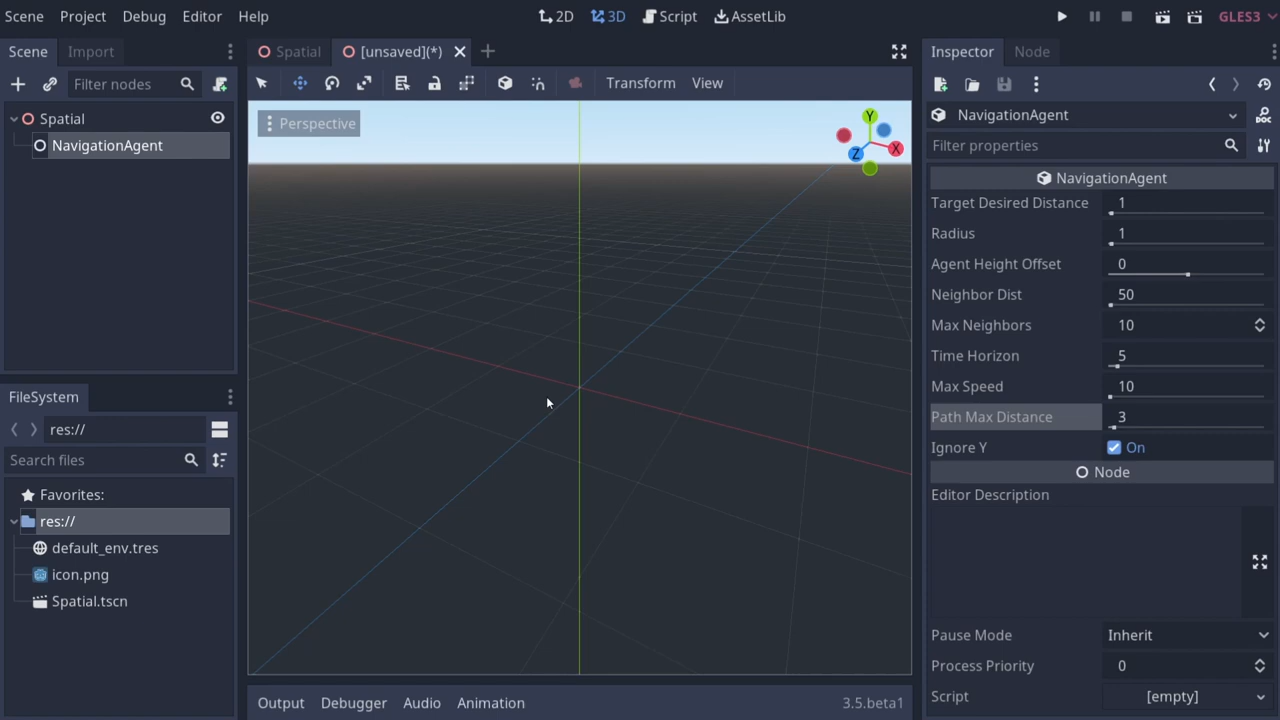 Scene Project Debug Editor Help
2D 3D Script AssetLib
GLES3
Scene Import
Filter nodes
Spatial
NavigationAgent
FileSystem
res://
Search files
Favorites:
res://
default_env.tres
icon.png
Spatial.tscn
Spatial [unsaved](*)
Transform View
Perspective
Y
X
Z
Output Debugger Audio Animation 3.5.beta1
Inspector Node
NavigationAgent
Filter properties
NavigationAgent
Target Desired Distance 1
Radius 1
Agent Height Offset 0
Neighbor Dist 50
Max Neighbors 10
Time Horizon 5
Max Speed 10
Path Max Distance 3
Ignore Y On
Node
Editor Description
Pause Mode Inherit
Process Priority 0
Script [empty]